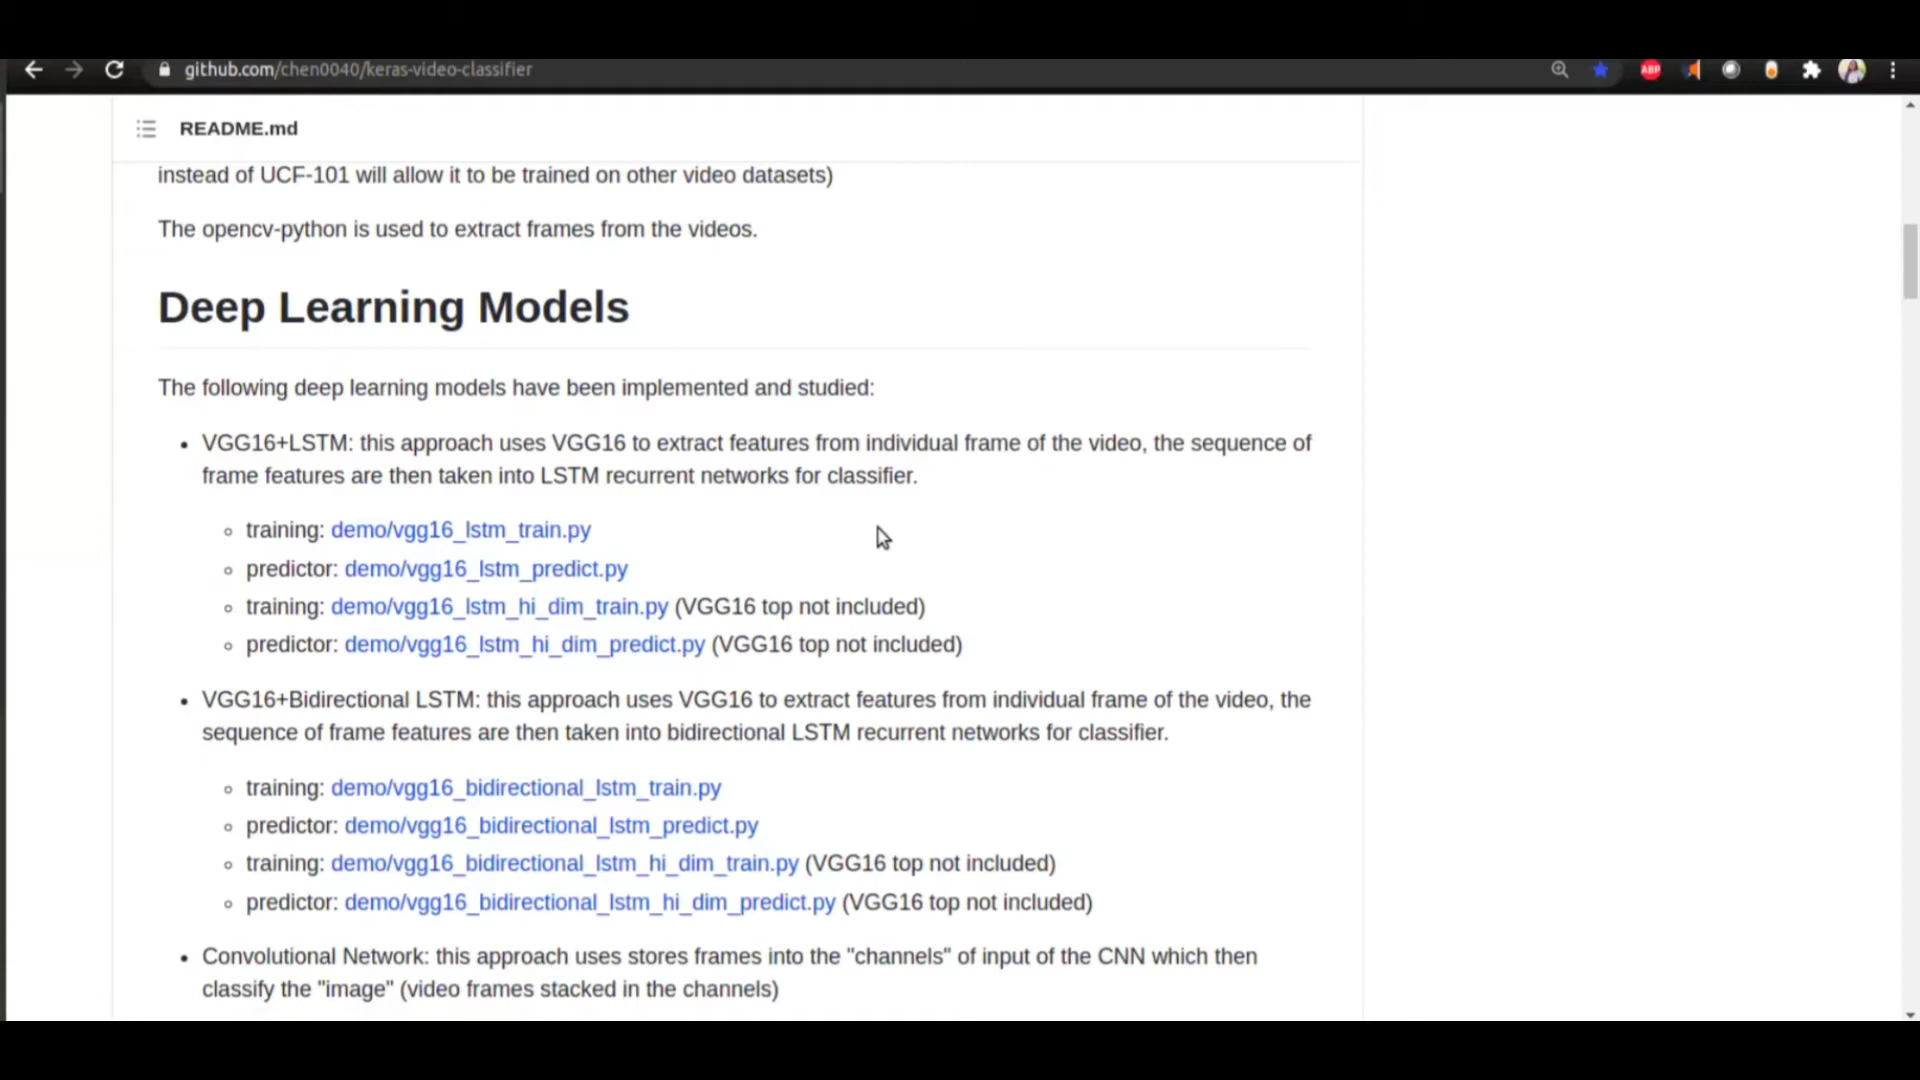 github.com/chen0040/keras-video-classifier
ABP
README.md
instead of UCF-101 will allow it to be trained on other video datasets)
The opencv-python is used to extract frames from the videos.
Deep Learning Models
The following deep learning models have been implemented and studied:
• VGG16+LSTM: this approach uses VGG16 to extract features from individual frame of the video, the sequence of
frame features are then taken into LSTM recurrent networks for classifier.
◦ training: demo/vgg16_lstm_train.py
◦ predictor: demo/vgg16_lstm_predict.py
◦ training: demo/vgg16_lstm_hi_dim_train.py (VGG16 top not included)
◦ predictor: demo/vgg16_lstm_hi_dim_predict.py (VGG16 top not included)
• VGG16+Bidirectional LSTM: this approach uses VGG16 to extract features from individual frame of the video, the
sequence of frame features are then taken into bidirectional LSTM recurrent networks for classifier.
◦ training: demo/vgg16_bidirectional_lstm_train.py
◦ predictor: demo/vgg16_bidirectional_lstm_predict.py
◦ training: demo/vgg16_bidirectional_lstm_hi_dim_train.py (VGG16 top not included)
◦ predictor: demo/vgg16_bidirectional_lstm_hi_dim_predict.py (VGG16 top not included)
• Convolutional Network: this approach uses stores frames into the "channels" of input of the CNN which then
classify the "image" (video frames stacked in the channels)